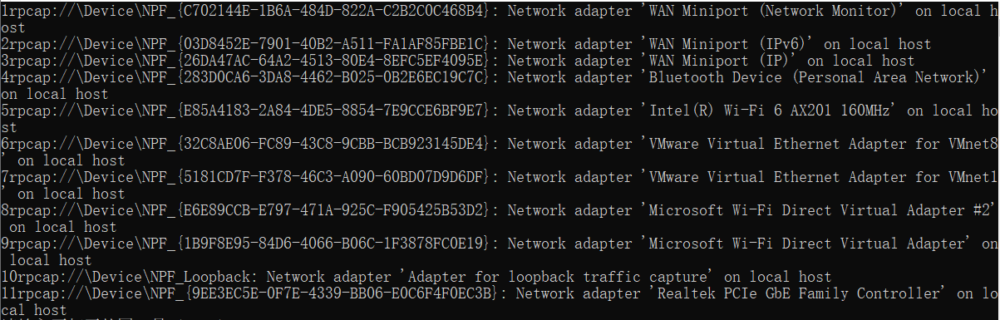 1rpcap://\Device\NPF_{C702144E-1B6A-484D-822A-C2B2C0C468B4}: Network adapter 'WAN Miniport (Network Monitor)' on local h
ost
2rpcap://\Device\NPF_{03D8452E-7901-40B2-A511-FA1AF85FBE1C}: Network adapter 'WAN Miniport (IPv6)' on local host
3rpcap://\Device\NPF_{26DA47AC-64A2-4513-80E4-8EFC5EF4095E}: Network adapter 'WAN Miniport (IP)' on local host
4rpcap://\Device\NPF_{283D0CA6-3DA8-4462-B025-0B2E6EC19C7C}: Network adapter 'Bluetooth Device (Personal Area Network)'
on local host
5rpcap://\Device\NPF_{E85A4183-2A84-4DE5-8854-7E9CCE6BF9E7}: Network adapter 'Intel(R) Wi-Fi 6 AX201 160MHz' on local ho
st
6rpcap://\Device\NPF_{32C8AE06-FC89-43C8-9CBB-BCB923145DE4}: Network adapter 'VMware Virtual Ethernet Adapter for VMnet8
' on local host
7rpcap://\Device\NPF_{5181CD7F-F378-46C3-A090-60BD07D9D6DF}: Network adapter 'VMware Virtual Ethernet Adapter for VMnet1
' on local host
8rpcap://\Device\NPF_{E6E89CCB-E797-471A-925C-F905425B53D2}: Network adapter 'Microsoft Wi-Fi Direct Virtual Adapter #2'
on local host
9rpcap://\Device\NPF_{1B9F8E95-84D6-4066-B06C-1F3878FC0E19}: Network adapter 'Microsoft Wi-Fi Direct Virtual Adapter' on
local host
10rpcap://\Device\NPF_Loopback: Network adapter 'Adapter for loopback traffic capture' on local host
11rpcap://\Device\NPF_{9EE3EC5E-0F7E-4339-BB06-E0C6F4F0EC3B}: Network adapter 'Realtek PCIe GbE Family Controller' on lo
cal host